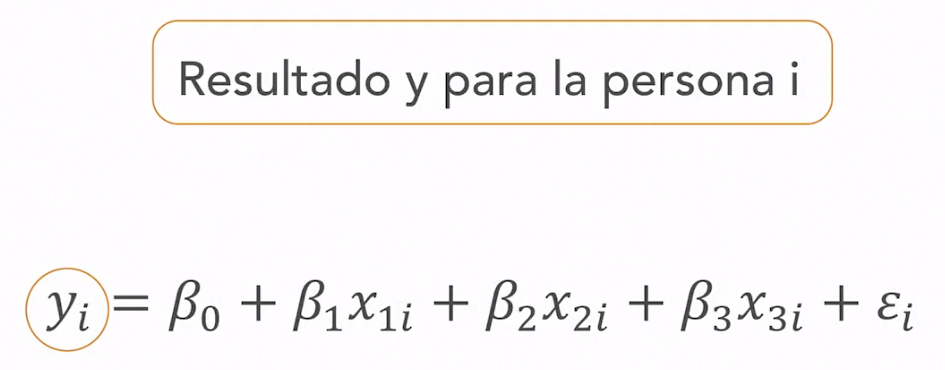 Resultado y para la persona i
yᵢ = β₀ + β₁x₁ᵢ + β₂x₂ᵢ + β₃x₃ᵢ + εᵢ